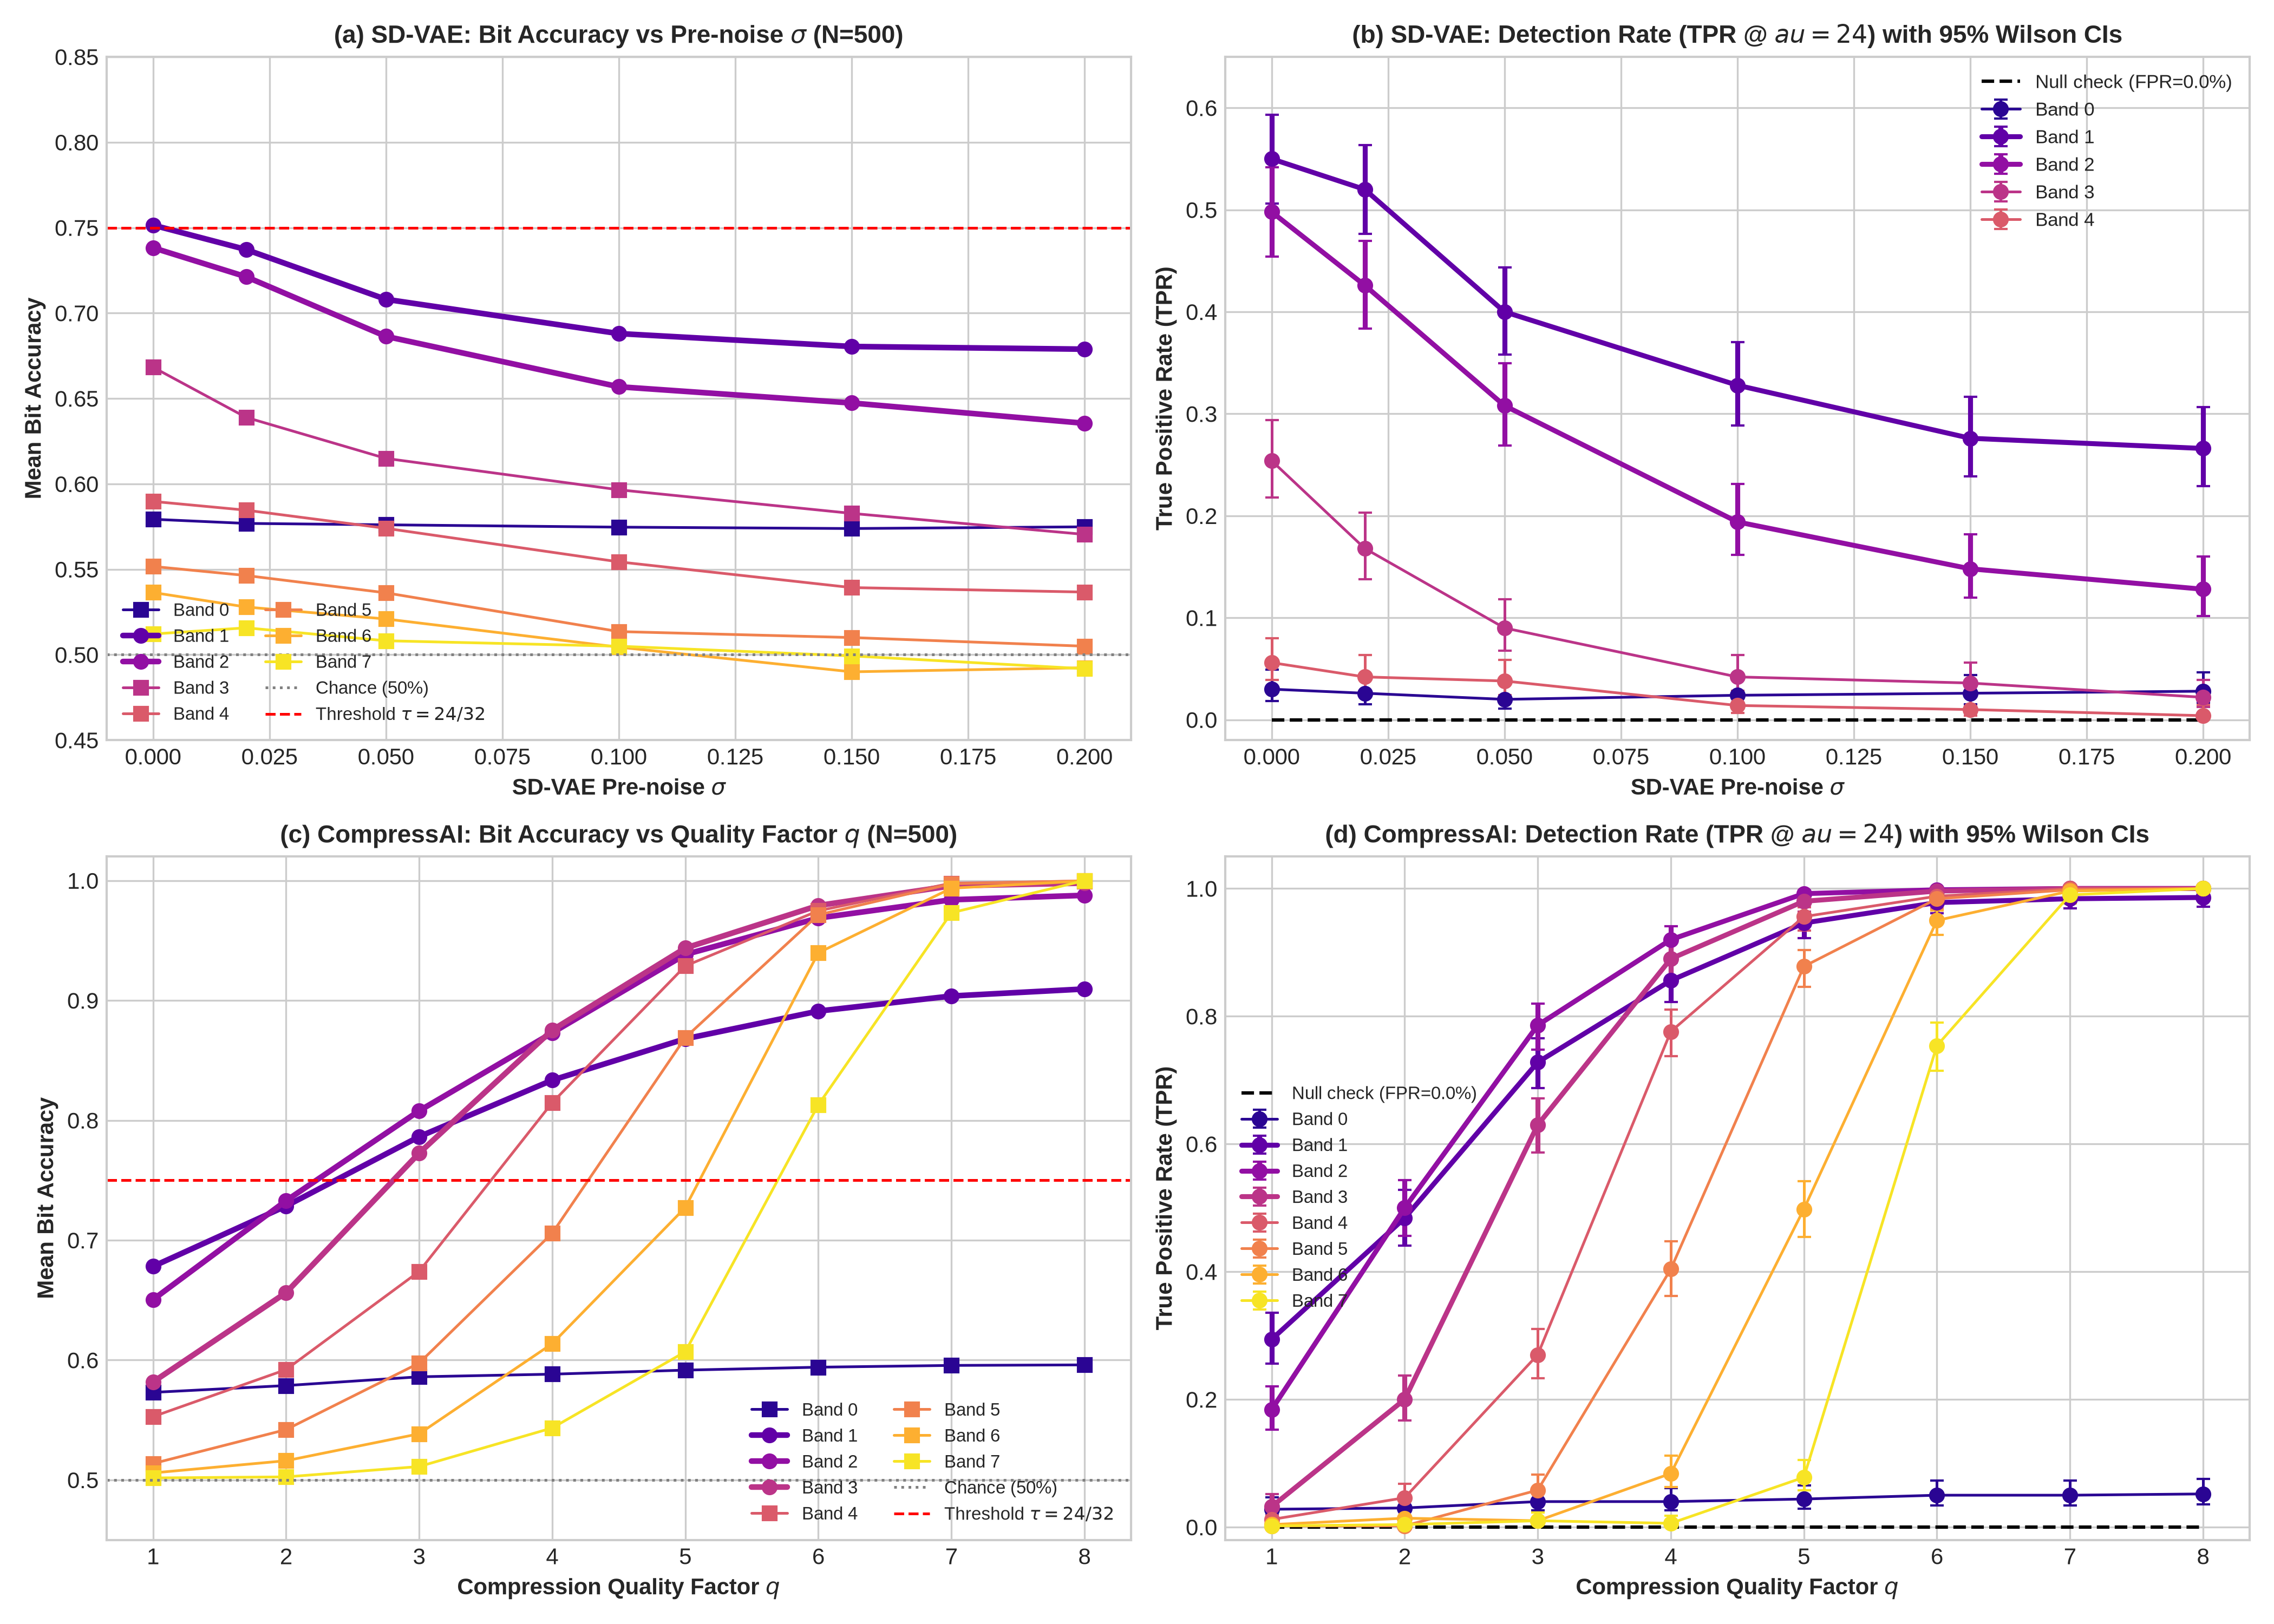 (a) SD-VAE: Bit Accuracy vs Pre-noise σ (N=500)
Mean Bit Accuracy
0.85
0.80
0.75
0.70
0.65
0.60
0.55
0.50
0.45
Band 0
Band 1
Band 2
Band 3
Band 4
Band 5
Band 6
Band 7
Chance (50%)
Threshold τ = 24/32
0.000 0.025 0.050 0.075 0.100 0.125 0.150 0.175 0.200
SD-VAE Pre-noise σ
(b) SD-VAE: Detection Rate (TPR @ au = 24) with 95% Wilson CIs
True Positive Rate (TPR)
0.6
0.5
0.4
0.3
0.2
0.1
0.0
Null check (FPR=0.0%)
Band 0
Band 1
Band 2
Band 3
Band 4
0.000 0.025 0.050 0.075 0.100 0.125 0.150 0.175 0.200
SD-VAE Pre-noise σ
(c) CompressAI: Bit Accuracy vs Quality Factor q (N=500)
Mean Bit Accuracy
1.0
0.9
0.8
0.7
0.6
0.5
Band 0
Band 1
Band 2
Band 3
Band 4
Band 5
Band 6
Band 7
Chance (50%)
Threshold τ = 24/32
1 2 3 4 5 6 7 8
Compression Quality Factor q
(d) CompressAI: Detection Rate (TPR @ au = 24) with 95% Wilson CIs
True Positive Rate (TPR)
1.0
0.8
0.6
0.4
0.2
0.0
Null check (FPR=0.0%)
Band 0
Band 1
Band 2
Band 3
Band 4
Band 5
Band 6
Band 7
1 2 3 4 5 6 7 8
Compression Quality Factor q